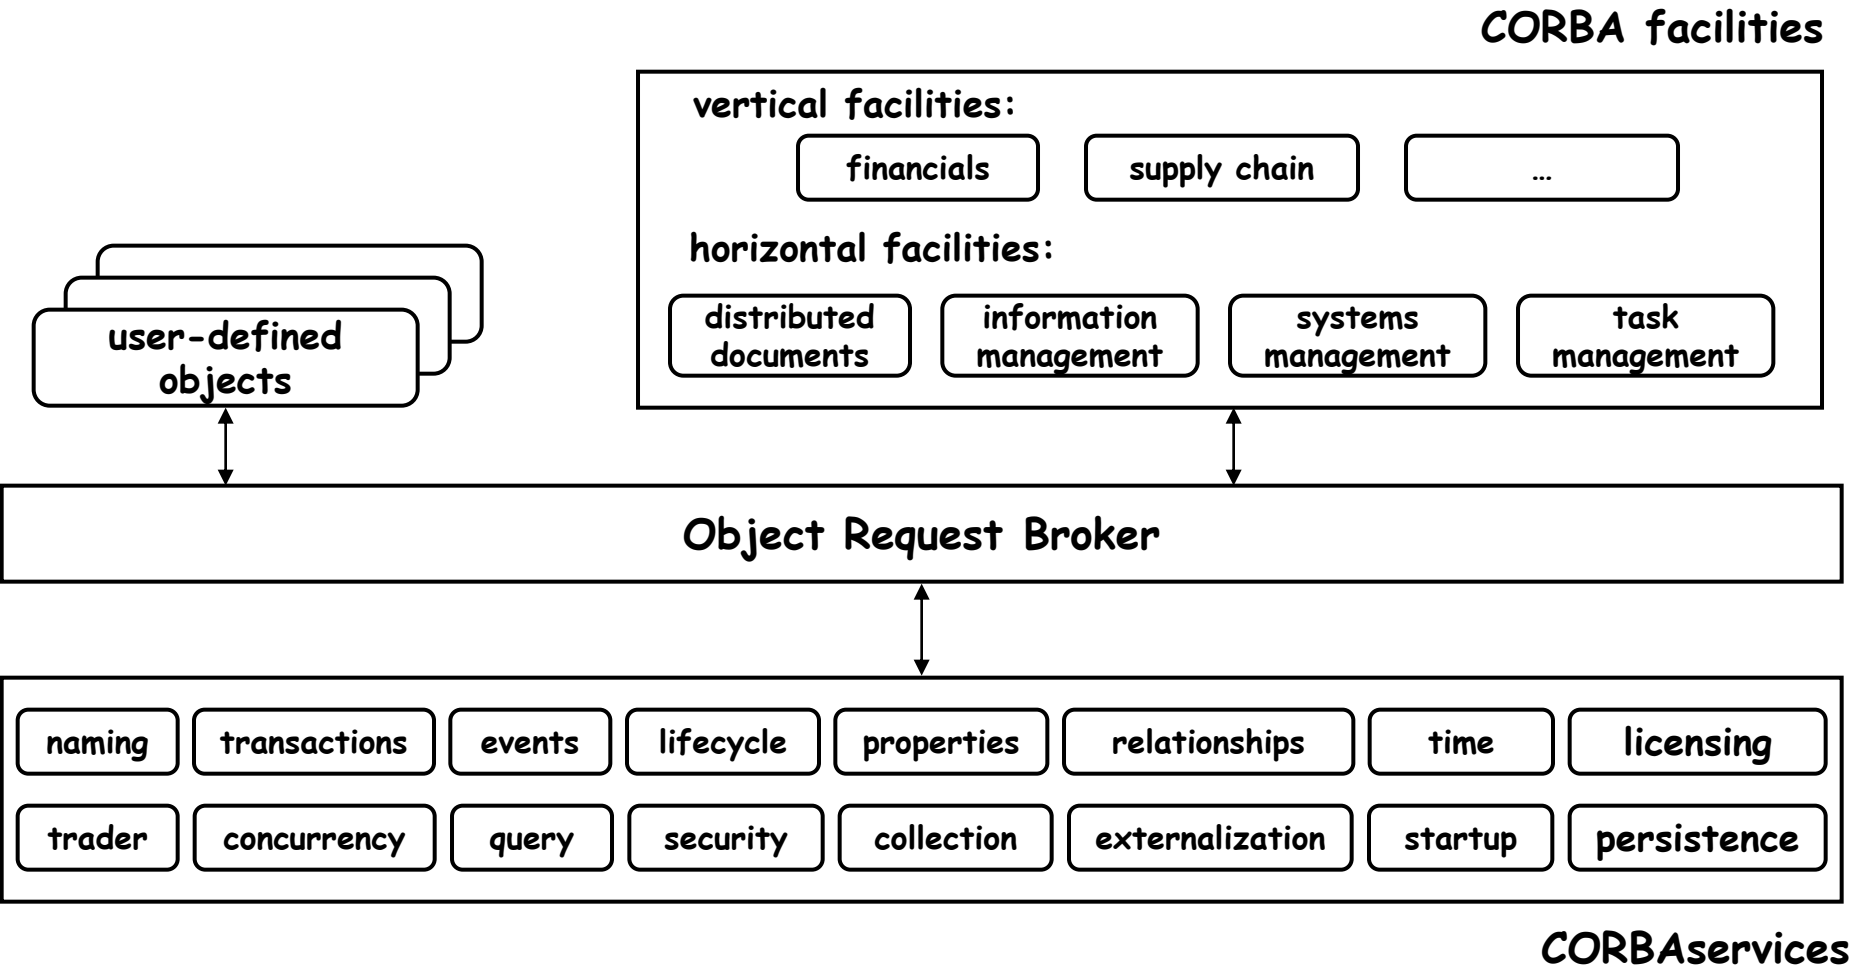 CORBA facilities
vertical facilities:
financials
supply chain
...
horizontal facilities:
distributed
documents
information
management
systems
management
task
management
user-defined
objects
Object Request Broker
naming
transactions
events
lifecycle
properties
relationships
time
licensing
trader
concurrency
query
security
collection
externalization
startup
persistence
CORBAservices